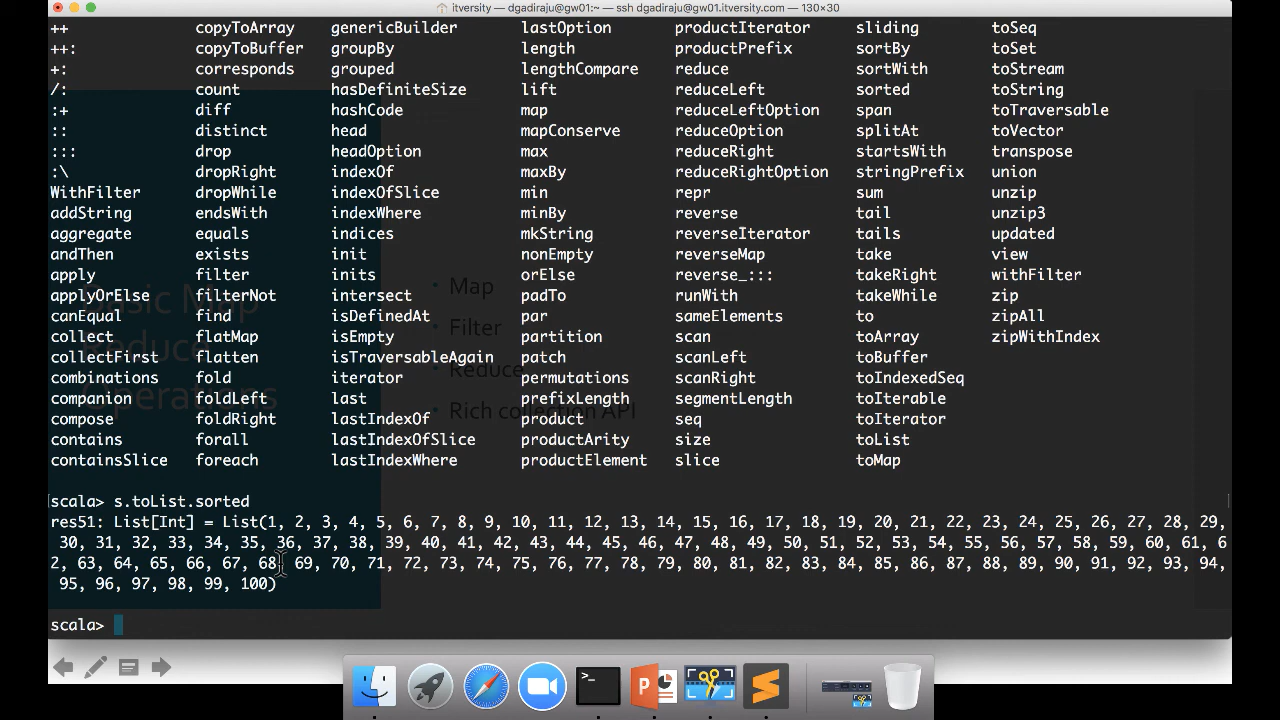 itversity — dgadiraju@gw01:~ — ssh dgadiraju@gw01.itversity.com — 130×30
++ copyToArray genericBuilder lastOption productIterator sliding toSeq
++: copyToBuffer groupBy length productPrefix sortBy toSet
+: corresponds grouped lengthCompare reduce sortWith toStream
/: count hasDefiniteSize lift reduceLeft sorted toString
:+ diff hashCode map reduceLeftOption span toTraversable
:: distinct head mapConserve reduceOption splitAt toVector
::: drop headOption max reduceRight startsWith transpose
:\ dropRight indexOf maxBy reduceRightOption stringPrefix union
WithFilter dropWhile indexOfSlice min repr sum unzip
addString endsWith indexWhere minBy reverse tail unzip3
aggregate equals indices mkString reverseIterator tails updated
andThen exists init nonEmpty reverseMap take view
apply filter inits orElse reverse_::: takeRight withFilter
applyOrElse filterNot intersect padTo runWith takeWhile zip
canEqual find isDefinedAt par sameElements to zipAll
collect flatMap isEmpty partition scan toArray zipWithIndex
collectFirst flatten isTraversableAgain patch scanLeft toBuffer
combinations fold iterator permutations scanRight toIndexedSeq
companion foldLeft last prefixLength segmentLength toIterable
compose foldRight lastIndexOf product seq toIterator
contains forall lastIndexOfSlice productArity size toList
containsSlice foreach lastIndexWhere productElement slice toMap
scala> s.toList.sorted
res51: List[Int] = List(1, 2, 3, 4, 5, 6, 7, 8, 9, 10, 11, 12, 13, 14, 15, 16, 17, 18, 19, 20, 21, 22, 23, 24, 25, 26, 27, 28, 29,
30, 31, 32, 33, 34, 35, 36, 37, 38, 39, 40, 41, 42, 43, 44, 45, 46, 47, 48, 49, 50, 51, 52, 53, 54, 55, 56, 57, 58, 59, 60, 61, 6
2, 63, 64, 65, 66, 67, 68, 69, 70, 71, 72, 73, 74, 75, 76, 77, 78, 79, 80, 81, 82, 83, 84, 85, 86, 87, 88, 89, 90, 91, 92, 93, 94,
95, 96, 97, 98, 99, 100)
scala>
Basic Map
Reduce
Operations
• Map
• Filter
• Reduce
• Rich collection API